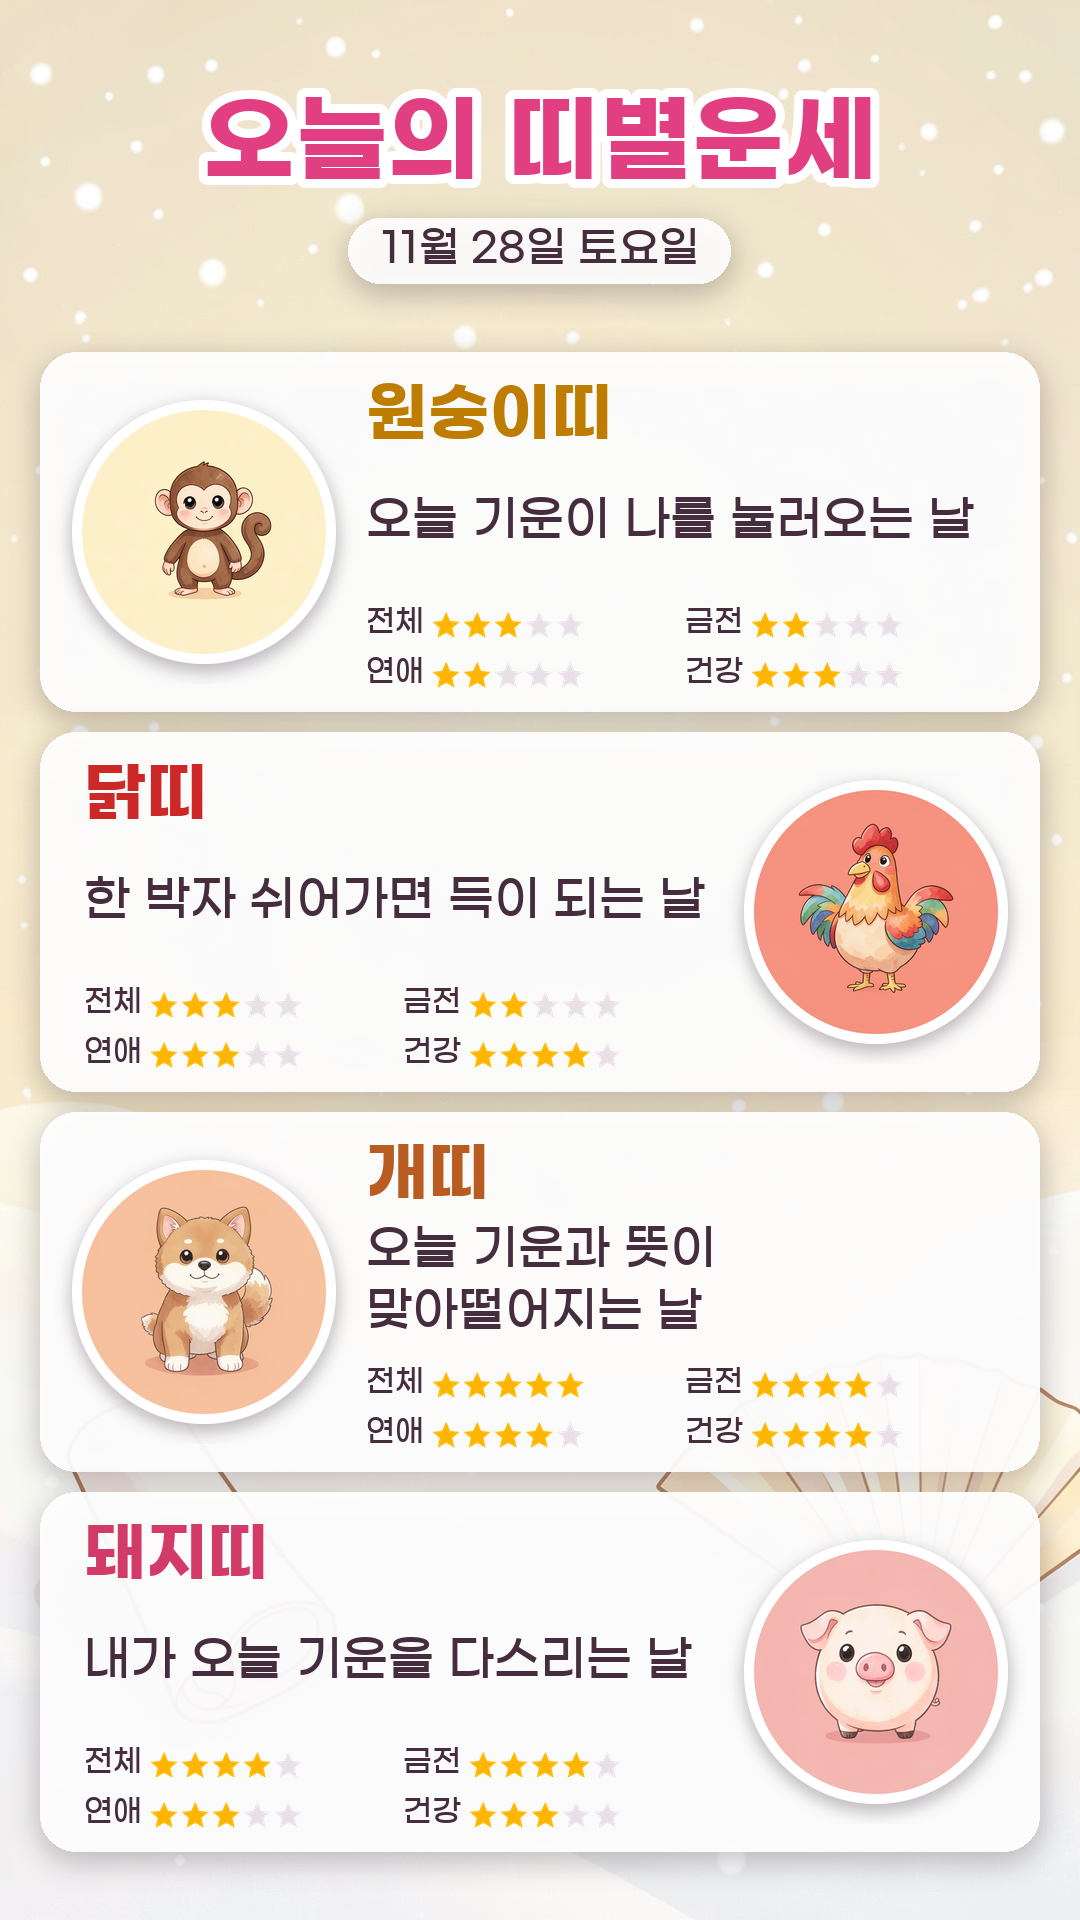 오늘의 띠별운세
11월 28일 토요일
원숭이띠
오늘 기운이 나를 눌러오는 날
전체 ★★★★★ 금전 ★★★★★
연애 ★★★★★ 건강 ★★★★★
닭띠
한 박자 쉬어가면 득이 되는 날
전체 ★★★★★ 금전 ★★★★★
연애 ★★★★★ 건강 ★★★★★
개띠
오늘 기운과 뜻이
맞아떨어지는 날
전체 ★★★★★ 금전 ★★★★★
연애 ★★★★★ 건강 ★★★★★
돼지띠
내가 오늘 기운을 다스리는 날
전체 ★★★★★ 금전 ★★★★★
연애 ★★★★★ 건강 ★★★★★